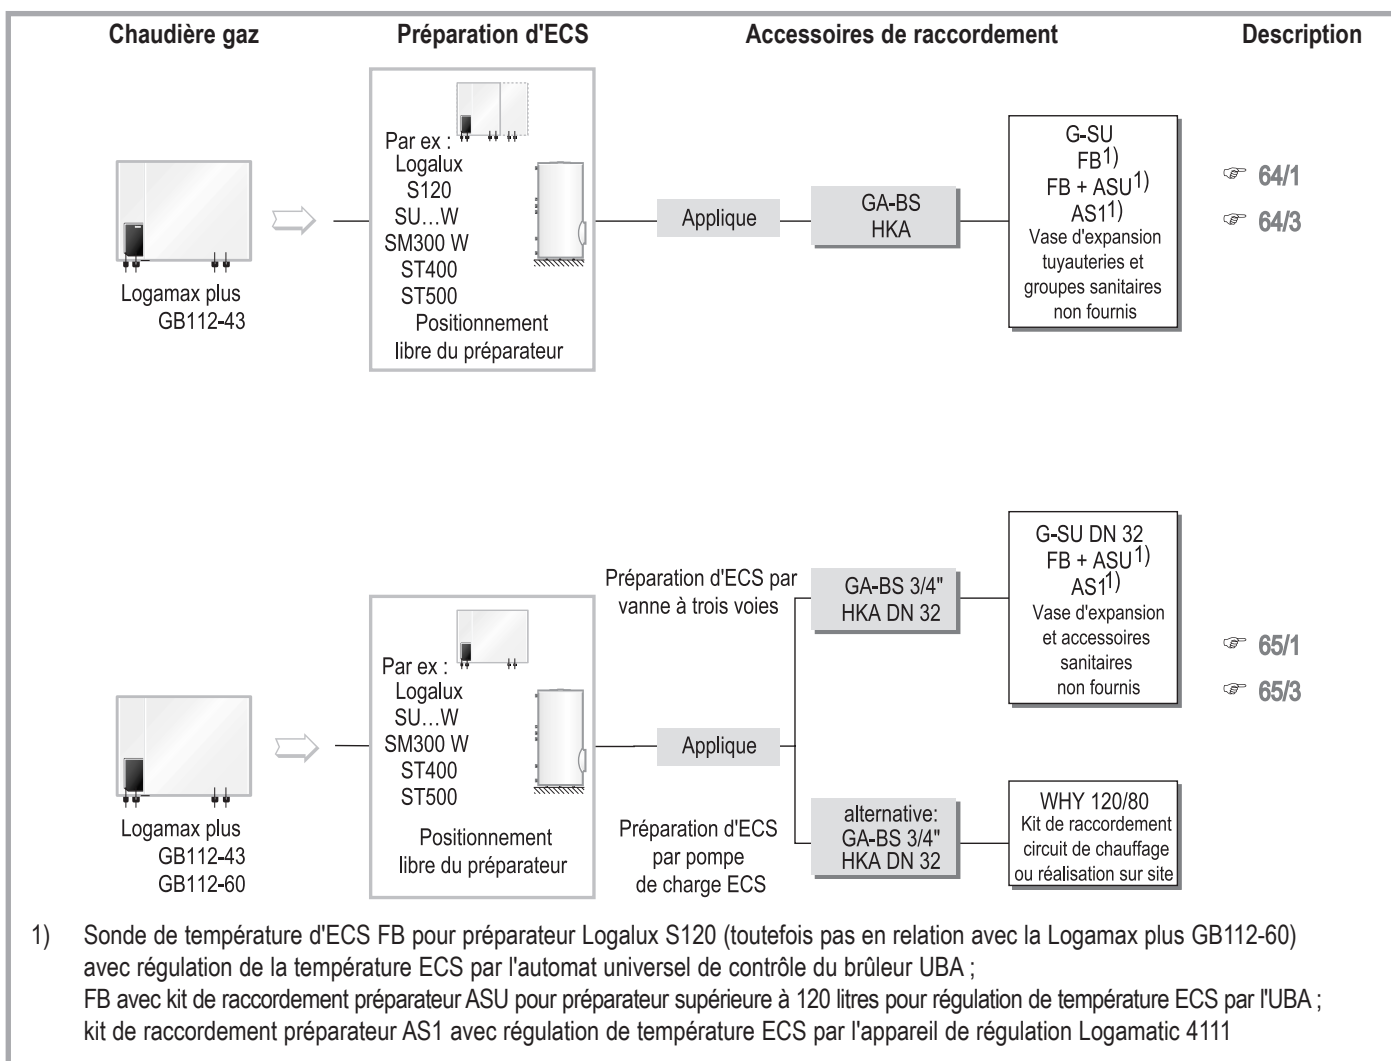 Chaudière gaz
Préparation d'ECS
Accessoires de raccordement
Description
Par ex :
Logalux
S120
SU…W
SM300 W
ST400
ST500
Positionnement
libre du préparateur
Logamax plus
GB112-43
Applique
GA-BS
HKA
G-SU
FB1)
FB + ASU1)
AS11)
Vase d'expansion
tuyauteries et
groupes sanitaires
non fournis
☞ 64/1
☞ 64/3
Préparation d'ECS par
vanne à trois voies
GA-BS 3/4"
HKA DN 32
G-SU DN 32
FB + ASU1)
AS11)
Vase d'expansion
et accessoires
sanitaires
non fournis
☞ 65/1
☞ 65/3
Par ex :
Logalux
SU…W
SM300 W
ST400
ST500
Positionnement
libre du préparateur
Logamax plus
GB112-43
GB112-60
Applique
Préparation d'ECS
par pompe
de charge ECS
alternative:
GA-BS 3/4"
HKA DN 32
WHY 120/80
Kit de raccordement
circuit de chauffage
ou réalisation sur site
1) Sonde de température d'ECS FB pour préparateur Logalux S120 (toutefois pas en relation avec la Logamax plus GB112-60)
avec régulation de la température ECS par l'automat universel de contrôle du brûleur UBA ;
FB avec kit de raccordement préparateur ASU pour préparateur supérieure à 120 litres pour régulation de température ECS par l'UBA ;
kit de raccordement préparateur AS1 avec régulation de température ECS par l'appareil de régulation Logamatic 4111